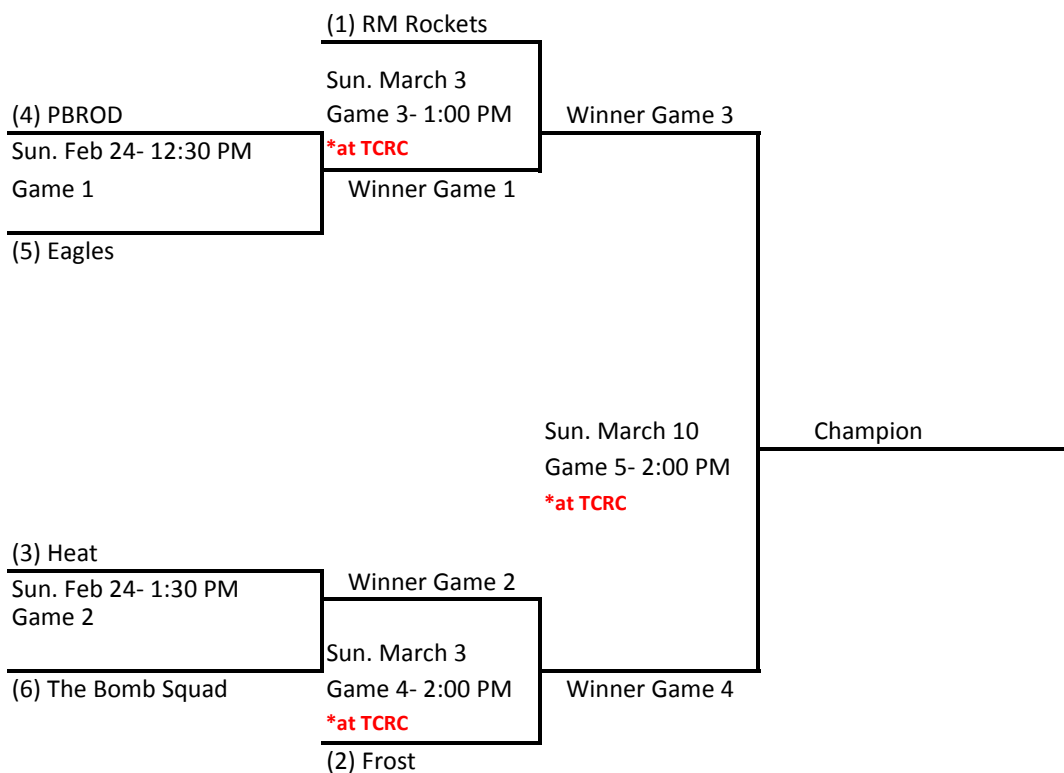 (1) RM Rockets
Sun. March 3
Game 3- 1:00 PM
*at TCRC
(4) PBROD
Sun. Feb 24- 12:30 PM
Game 1
(5) Eagles
Winner Game 1
Winner Game 3
Sun. March 10
Game 5- 2:00 PM
*at TCRC
Champion
(3) Heat
Sun. Feb 24- 1:30 PM
Game 2
(6) The Bomb Squad
Winner Game 2
Sun. March 3
Game 4- 2:00 PM
*at TCRC
(2) Frost
Winner Game 4